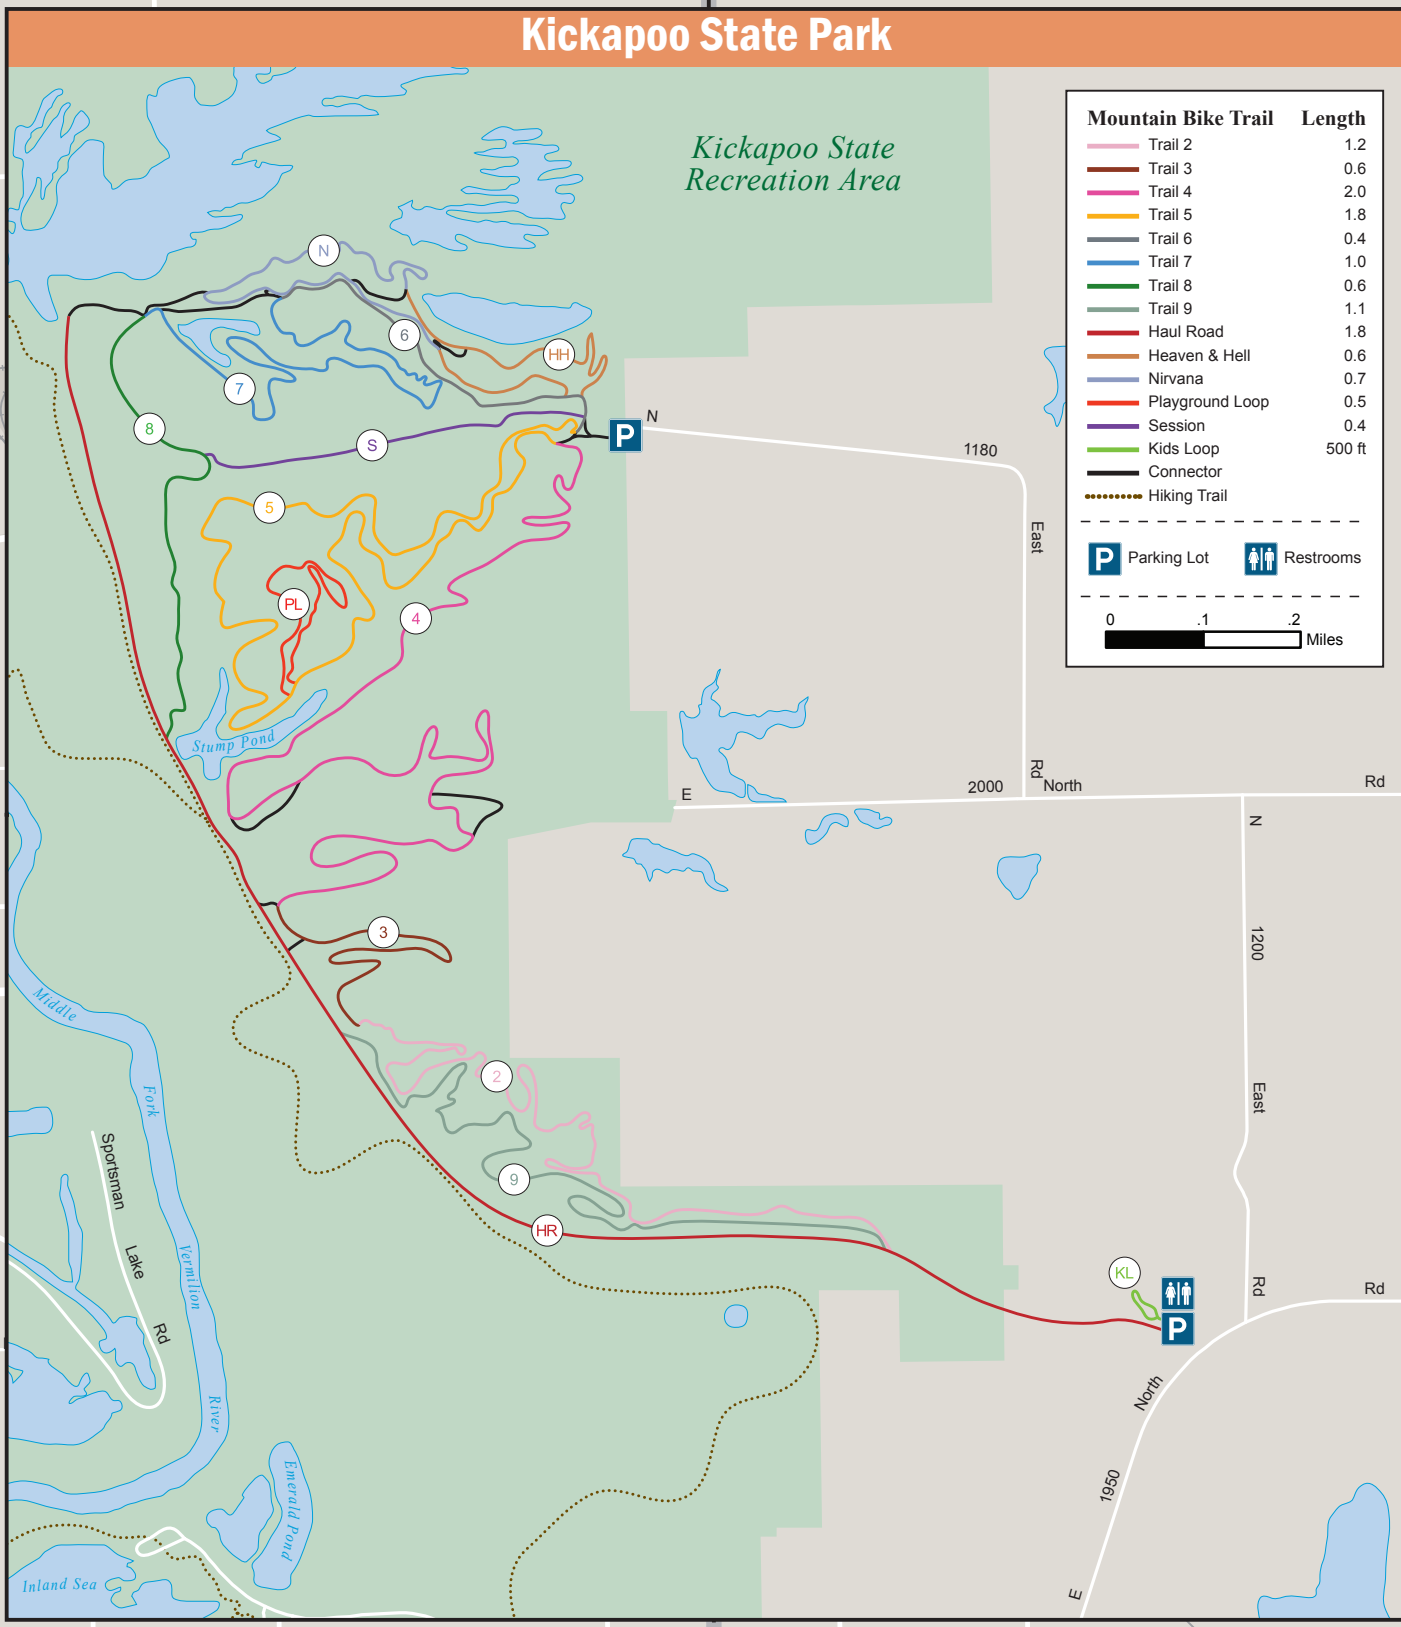 Kickapoo State Park
Kickapoo State
Recreation Area
Mountain Bike Trail Length
Trail 2 1.2
Trail 3 0.6
Trail 4 2.0
Trail 5 1.8
Trail 6 0.4
Trail 7 1.0
Trail 8 0.6
Trail 9 1.1
Haul Road 1.8
Heaven & Hell 0.6
Nirvana 0.7
Playground Loop 0.5
Session 0.4
Kids Loop 500 ft
Connector
Hiking Trail
P Parking Lot Restrooms
0 .1 .2
Miles
N
6
HH
7
8
S
P
N
1180
East
Rd
5
PL
4
Stump Pond
E
2000
North
Rd
N
1200
East
Rd
3
Middle
Fork
Vermilion
River
2
9
HR
KL
P
Rd
North
1950
E
Sportsman
Lake
Rd
Emerald Pond
Inland Sea